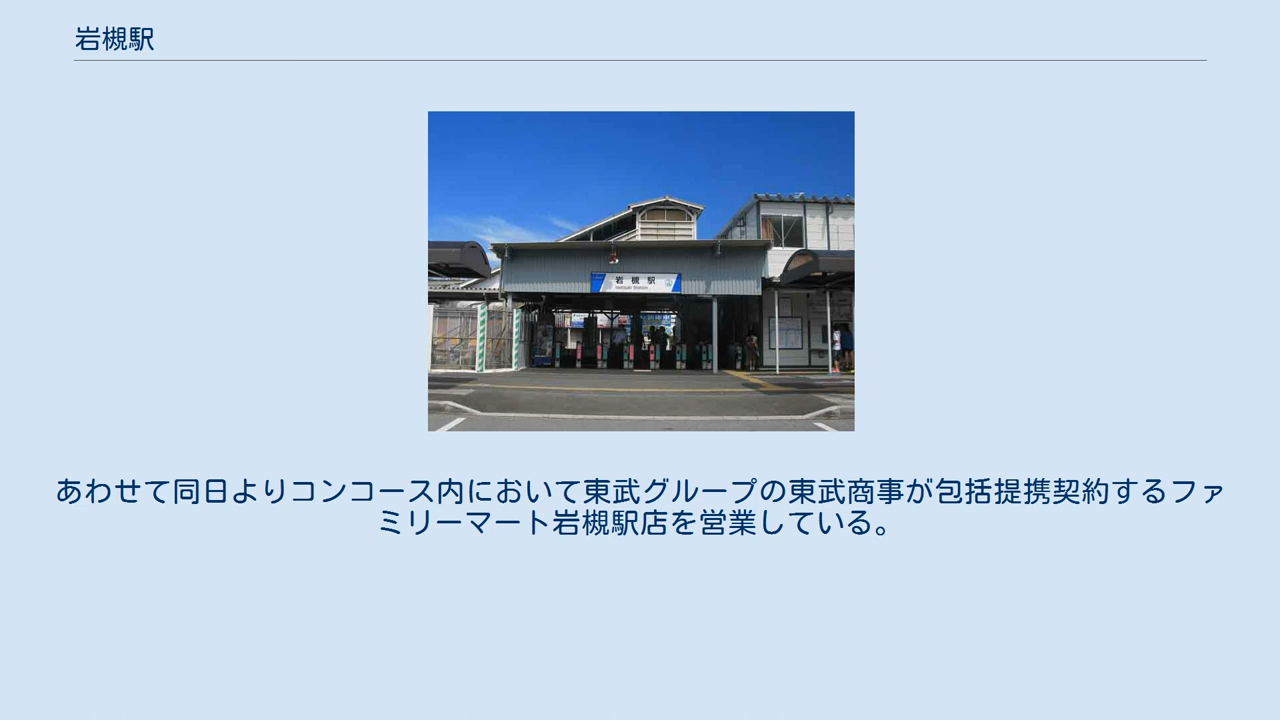 岩槻駅
岩槻駅
Iwatsuki Station
あわせて同日よりコンコース内において東武グループの東武商事が包括提携契約するファ
ミリーマート岩槻駅店を営業している。